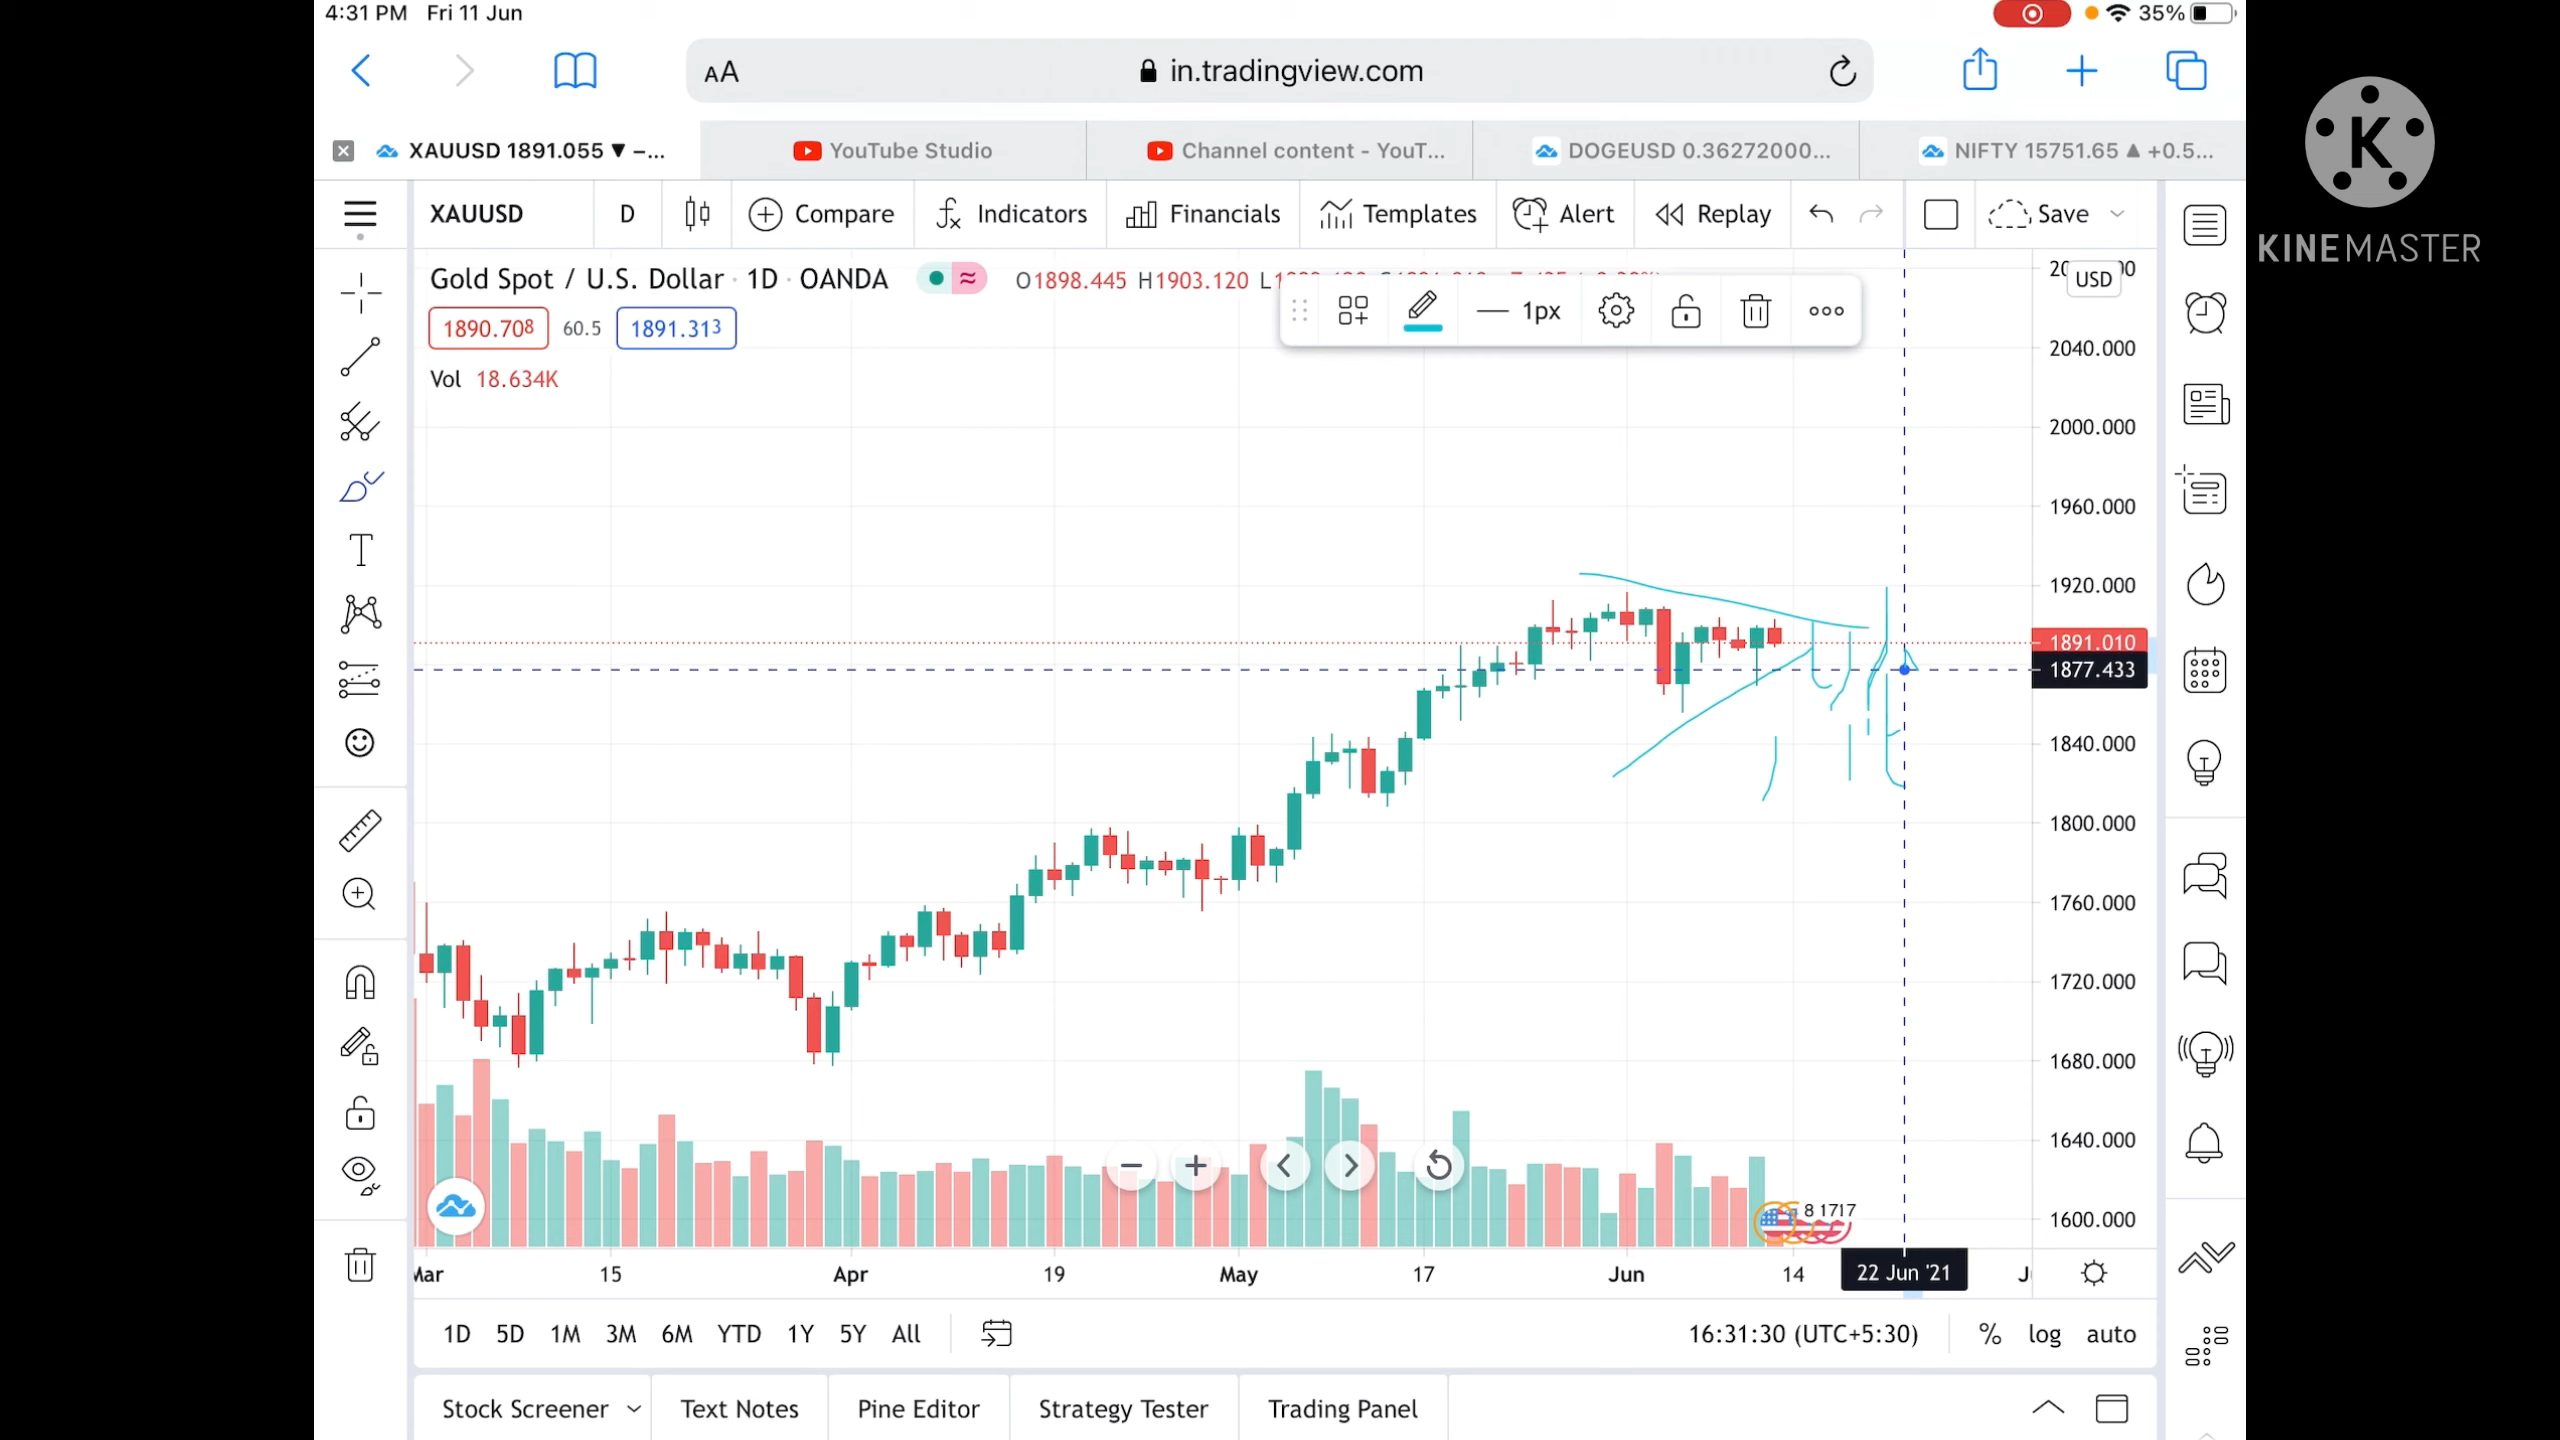 4:31 PM Fri 11 Jun
35%
AA in.tradingview.com
XAUUSD 1891.055 ▼ −...
YouTube Studio
Channel content - YouT...
DOGEUSD 0.36272000...
NIFTY 15751.65 ▲ +0.5...
K
KINEMASTER
XAUUSD D Compare Indicators Financials Templates Alert Replay Save
Gold Spot / U.S. Dollar · 1D · OANDA O1898.445 H1903.120
1px
USD
1890.708 60.5 1891.313
Vol 18.634K
2040.000
2000.000
1960.000
1920.000
1891.010
1877.433
1840.000
1800.000
1760.000
1720.000
1680.000
1640.000
1600.000
8 1717
Mar 15 Apr 19 May 17 Jun 14 22 Jun '21
1D 5D 1M 3M 6M YTD 1Y 5Y All
16:31:30 (UTC+5:30) % log auto
Stock Screener Text Notes Pine Editor Strategy Tester Trading Panel